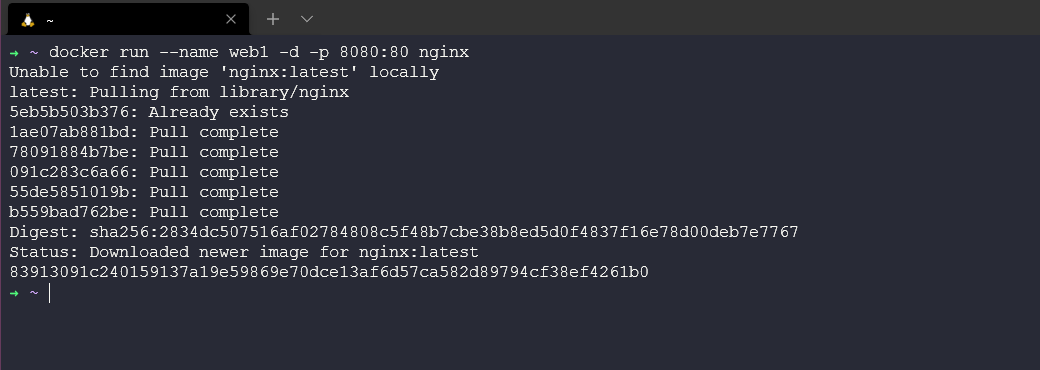 ~
→ ~ docker run --name web1 -d -p 8080:80 nginx
Unable to find image 'nginx:latest' locally
latest: Pulling from library/nginx
5eb5b503b376: Already exists
1ae07ab881bd: Pull complete
78091884b7be: Pull complete
091c283c6a66: Pull complete
55de5851019b: Pull complete
b559bad762be: Pull complete
Digest: sha256:2834dc507516af02784808c5f48b7cbe38b8ed5d0f4837f16e78d00deb7e7767
Status: Downloaded newer image for nginx:latest
83913091c240159137a19e59869e70dce13af6d57ca582d89794cf38ef4261b0
→ ~